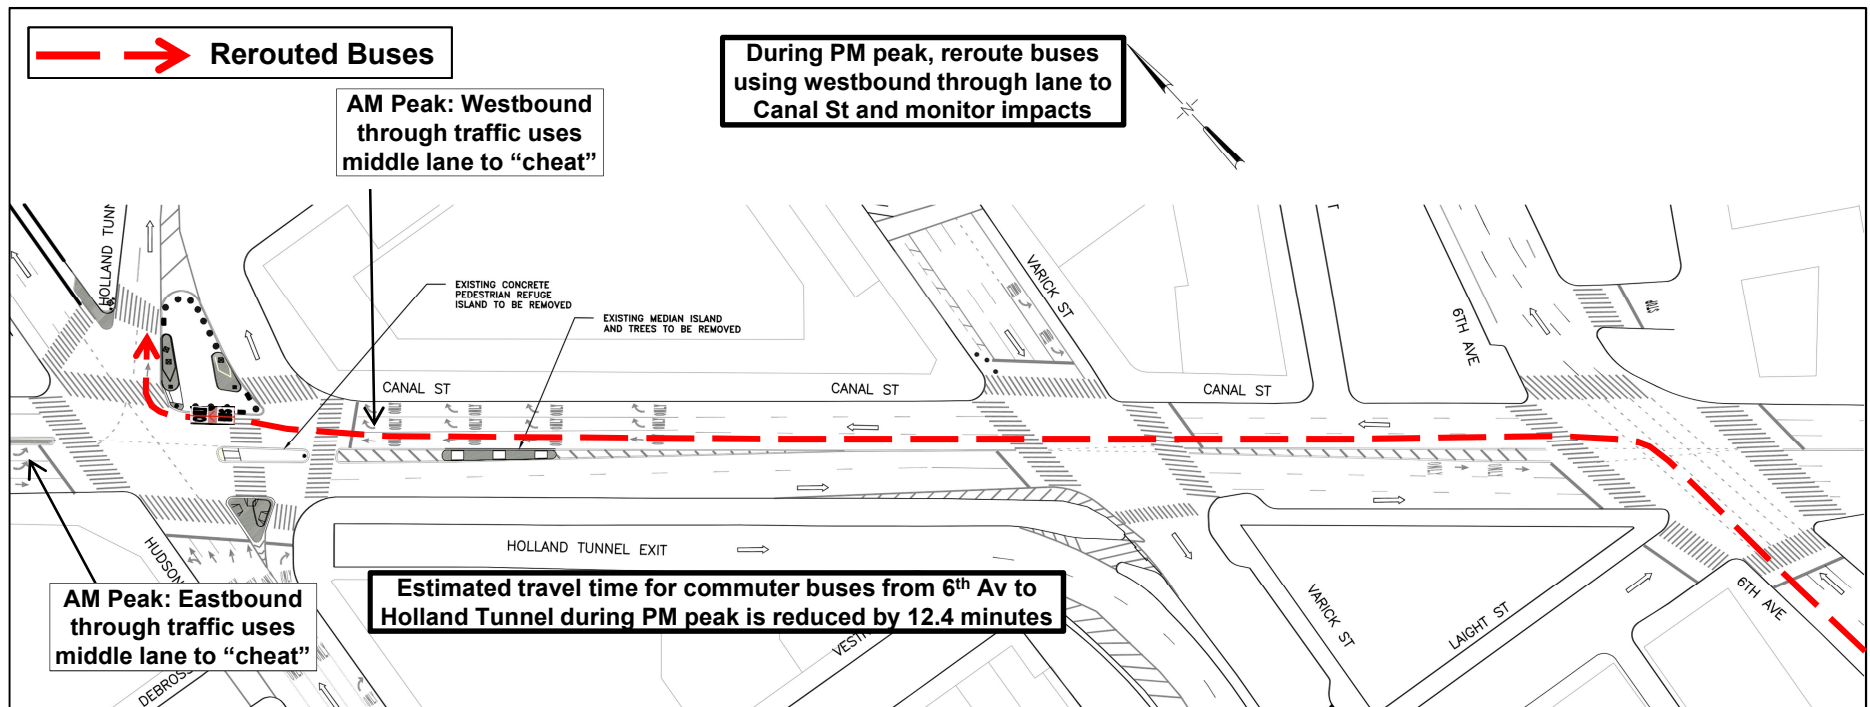 Rerouted Buses
During PM peak, reroute buses
using westbound through lane to
Canal St and monitor impacts
AM Peak: Westbound
through traffic uses
middle lane to “cheat”
N
HOLLAND TUNN
EXISTING CONCRETE
PEDESTRIAN REFUGE
ISLAND TO BE REMOVED
EXISTING MEDIAN ISLAND
AND TREES TO BE REMOVED
VARICK ST
6TH AVE
CANAL ST
CANAL ST
CANAL ST
HOLLAND TUNNEL EXIT
HUDSON
Estimated travel time for commuter buses from 6th Av to
Holland Tunnel during PM peak is reduced by 12.4 minutes
AM Peak: Eastbound
through traffic uses
middle lane to “cheat”
DEBROSS
VEST
VARICK ST
LAIGHT ST
6TH AVE